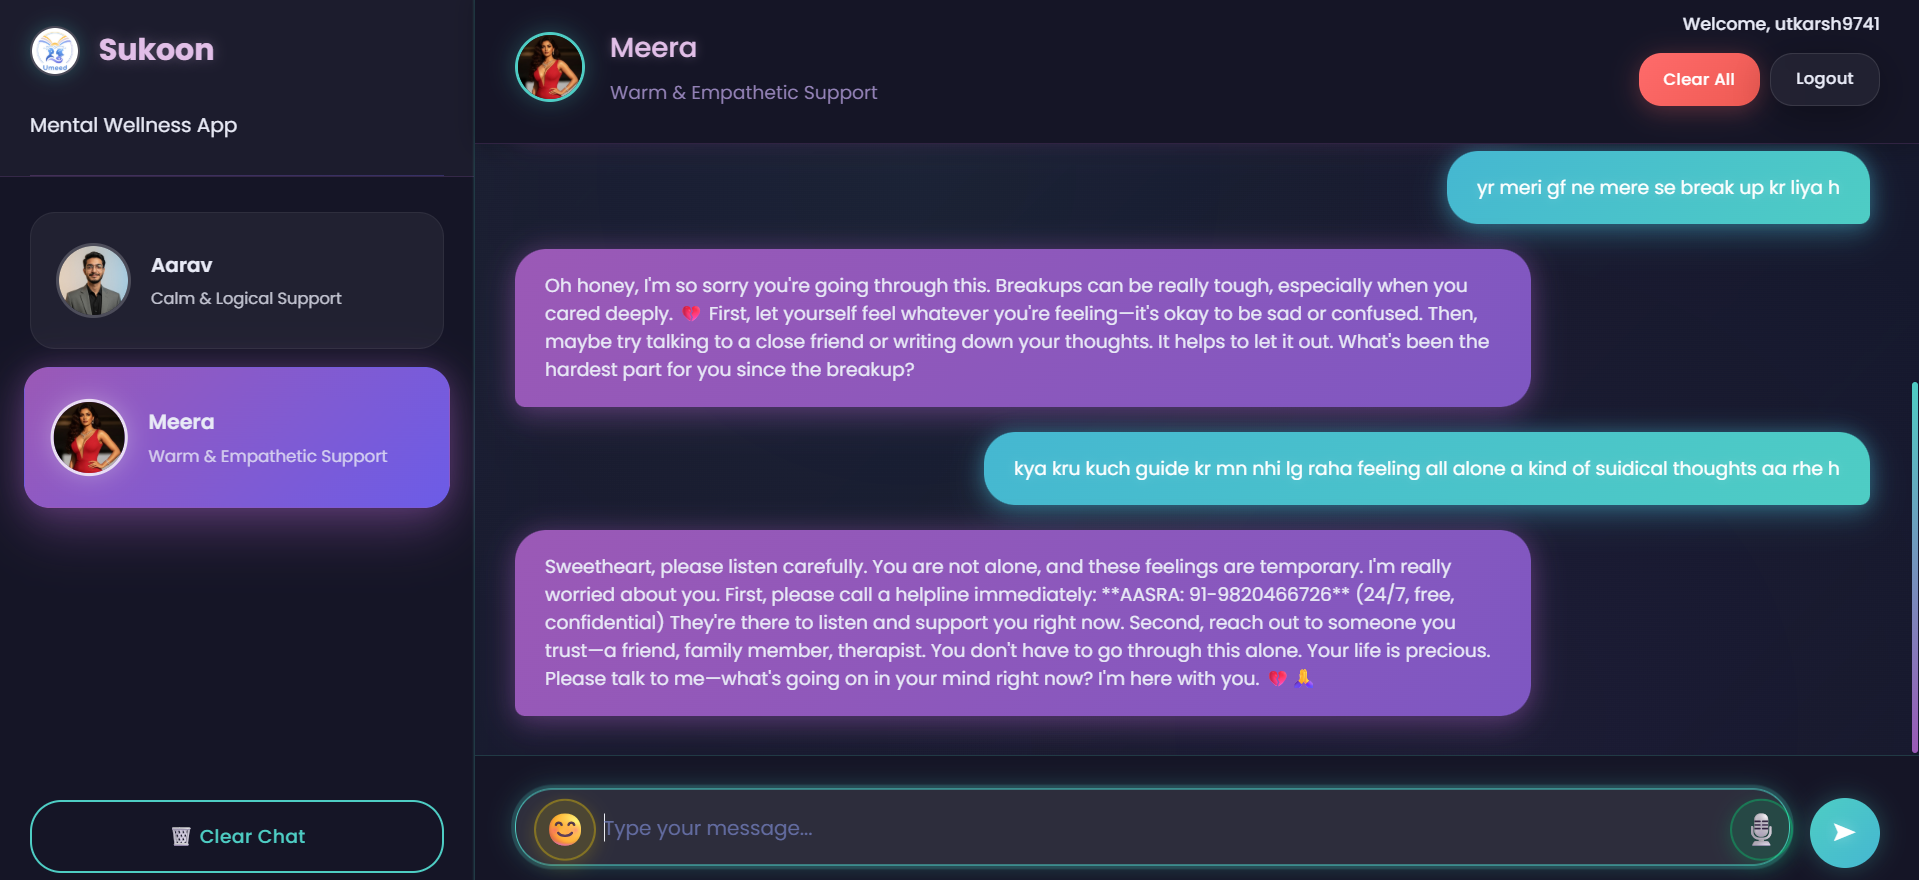 Umeed
Sukoon
Mental Wellness App
Aarav
Calm & Logical Support
Meera
Warm & Empathetic Support
Clear Chat
Meera
Warm & Empathetic Support
Welcome, utkarsh9741
Clear All
Logout
yr meri gf ne mere se break up kr liya h
Oh honey, I'm so sorry you're going through this. Breakups can be really tough, especially when you
cared deeply. 💔 First, let yourself feel whatever you're feeling—it's okay to be sad or confused. Then,
maybe try talking to a close friend or writing down your thoughts. It helps to let it out. What's been the
hardest part for you since the breakup?
kya kru kuch guide kr mn nhi lg raha feeling all alone a kind of suidical thoughts aa rhe h
Sweetheart, please listen carefully. You are not alone, and these feelings are temporary. I'm really
worried about you. First, please call a helpline immediately: **AASRA: 91-9820466726** (24/7, free,
confidential) They're there to listen and support you right now. Second, reach out to someone you
trust—a friend, family member, therapist. You don't have to go through this alone. Your life is precious.
Please talk to me—what's going on in your mind right now? I'm here with you. 💔 🙏
Type your message...